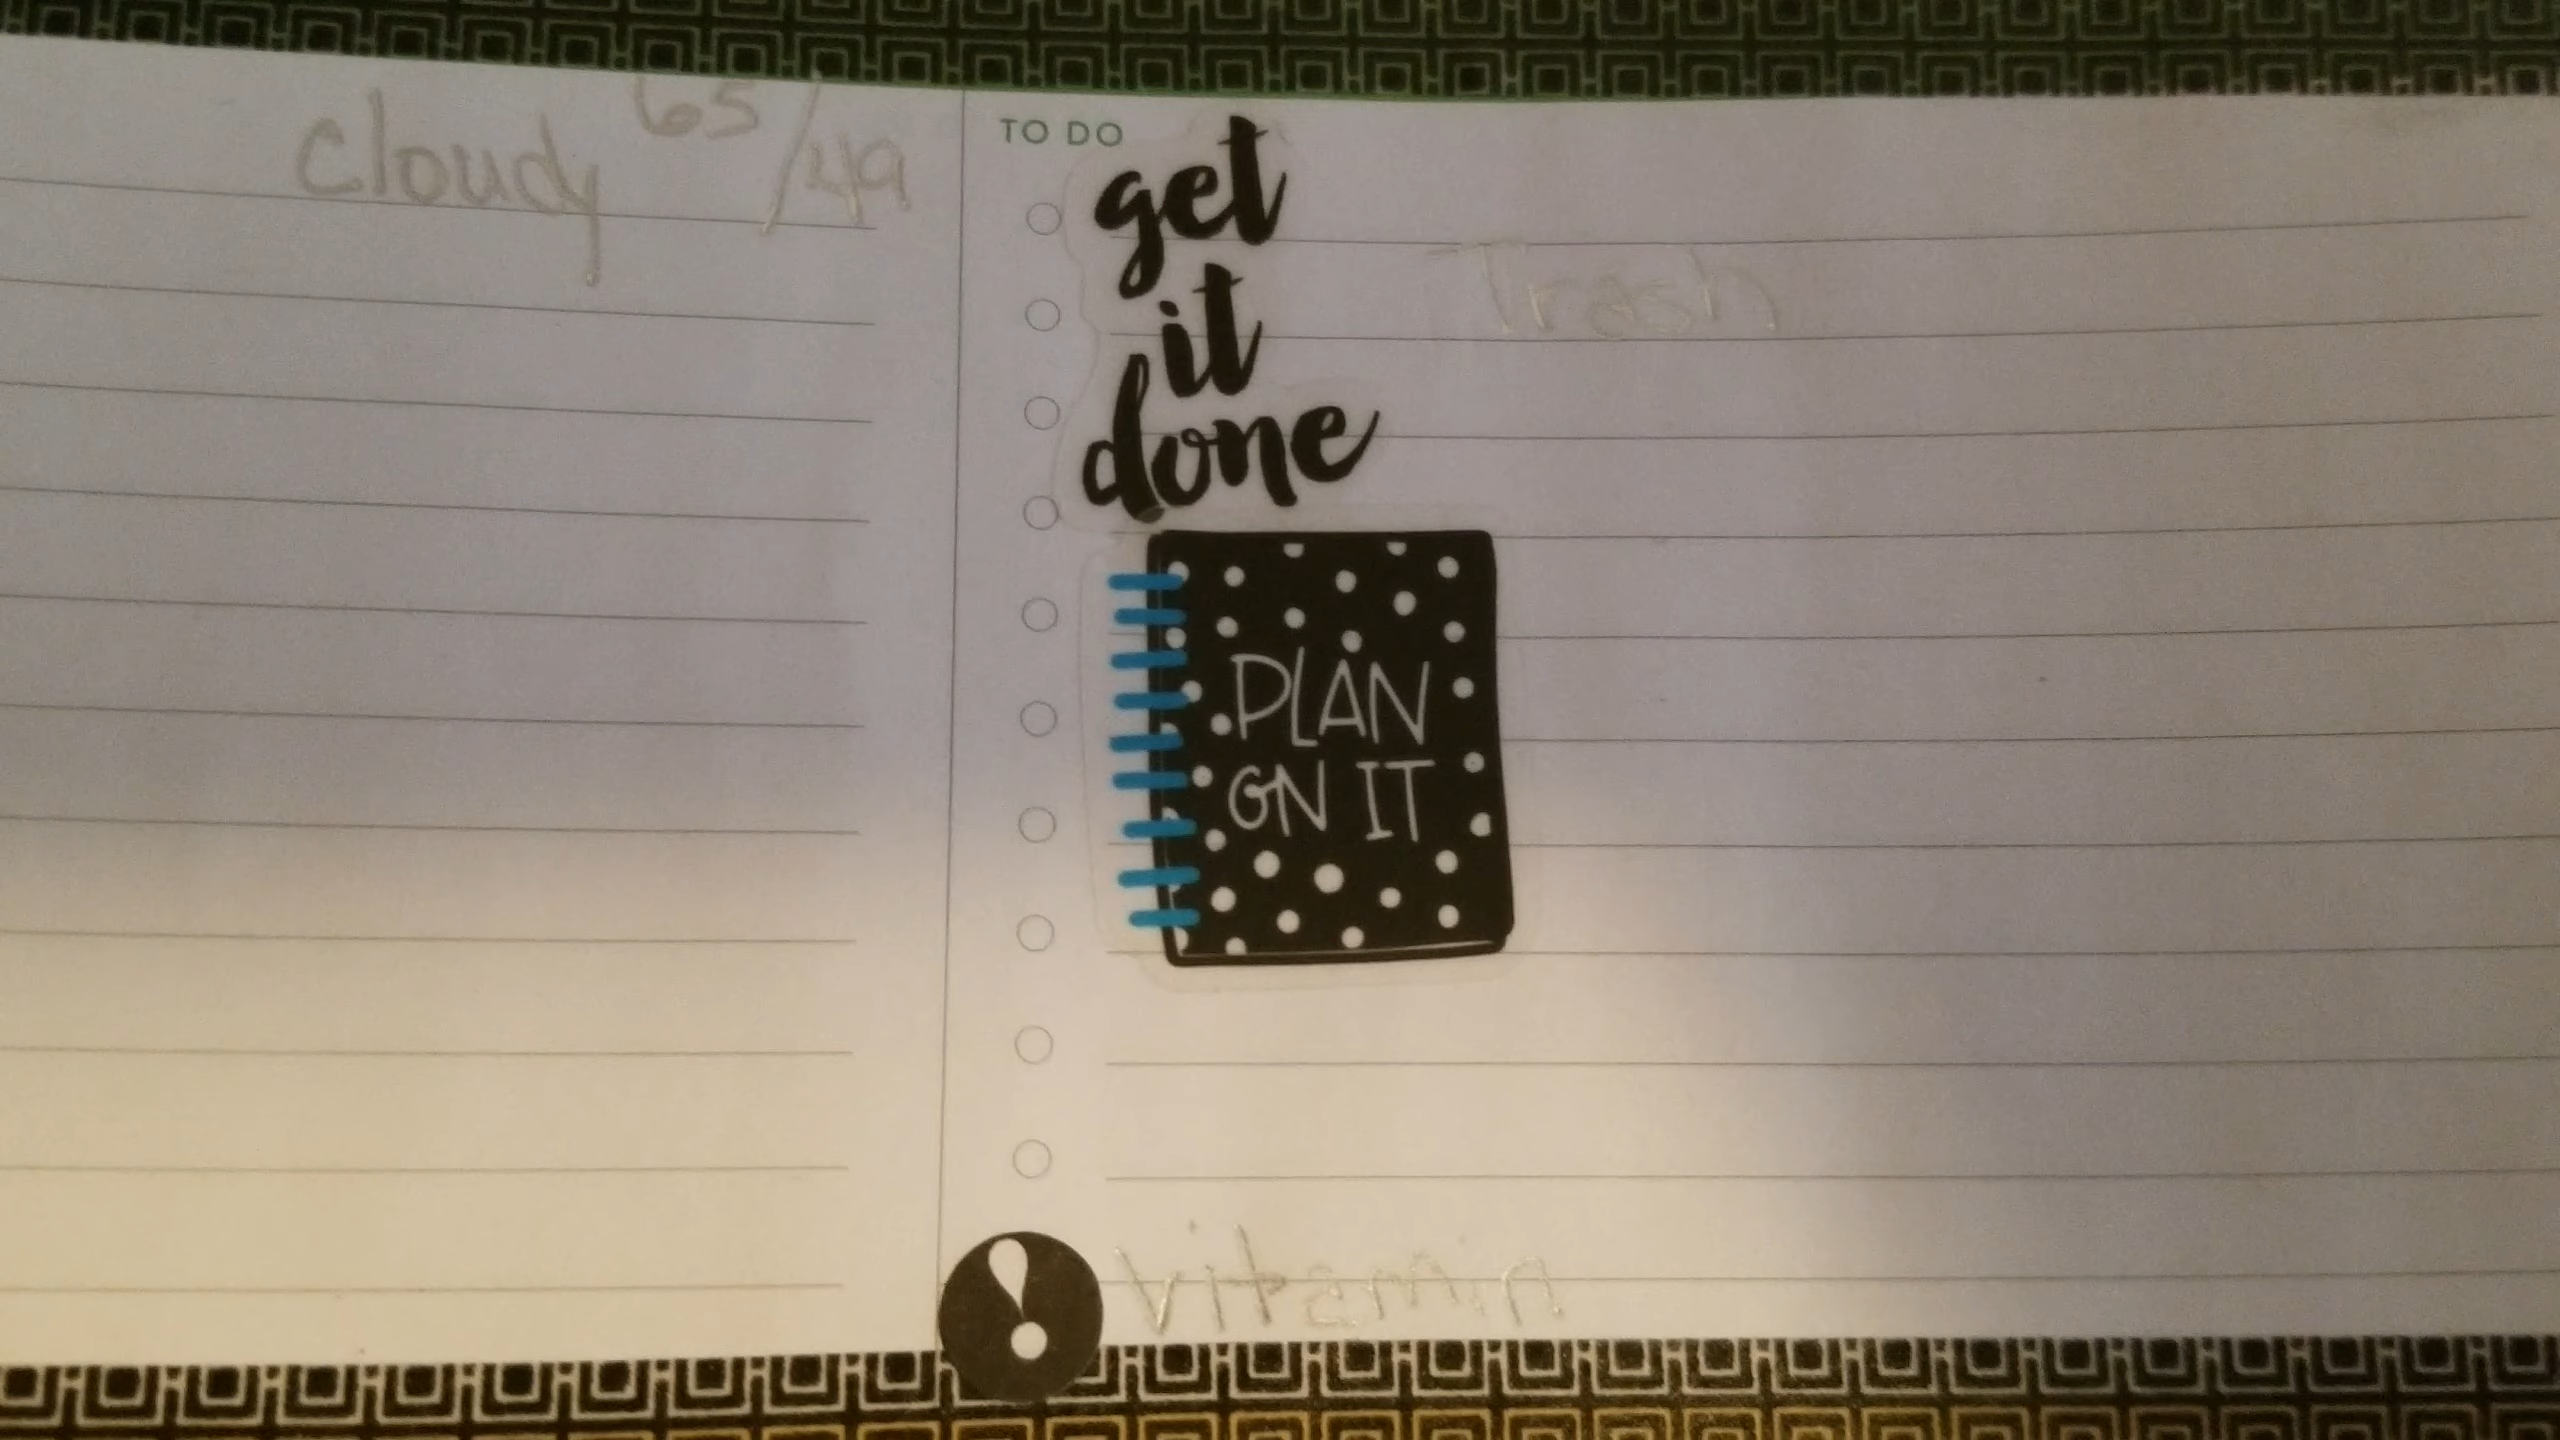 cloudy 65/49
TO DO
get
it
done
Trash
PLAN
ON IT
!
Vitamin